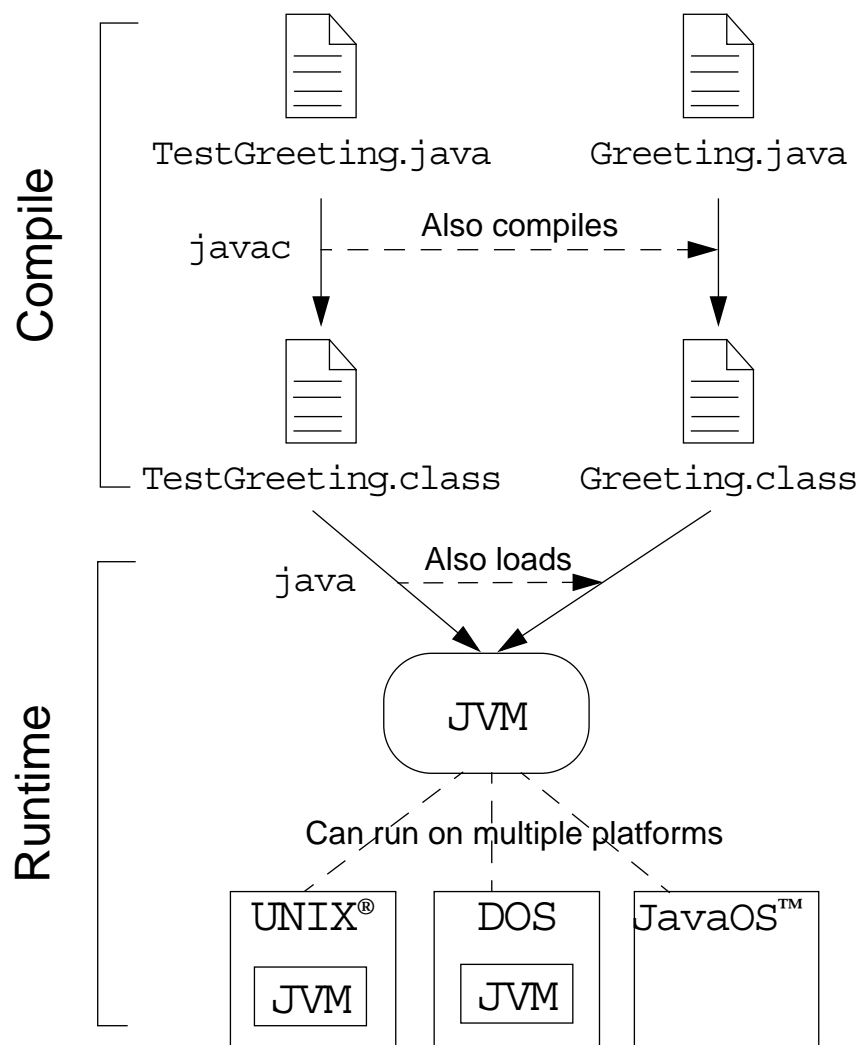 Compile
TestGreeting.java
Greeting.java
javac
Also compiles
TestGreeting.class
Greeting.class
Runtime
java
Also loads
JVM
Can run on multiple platforms
UNIX®
JVM
DOS
JVM
JavaOS™